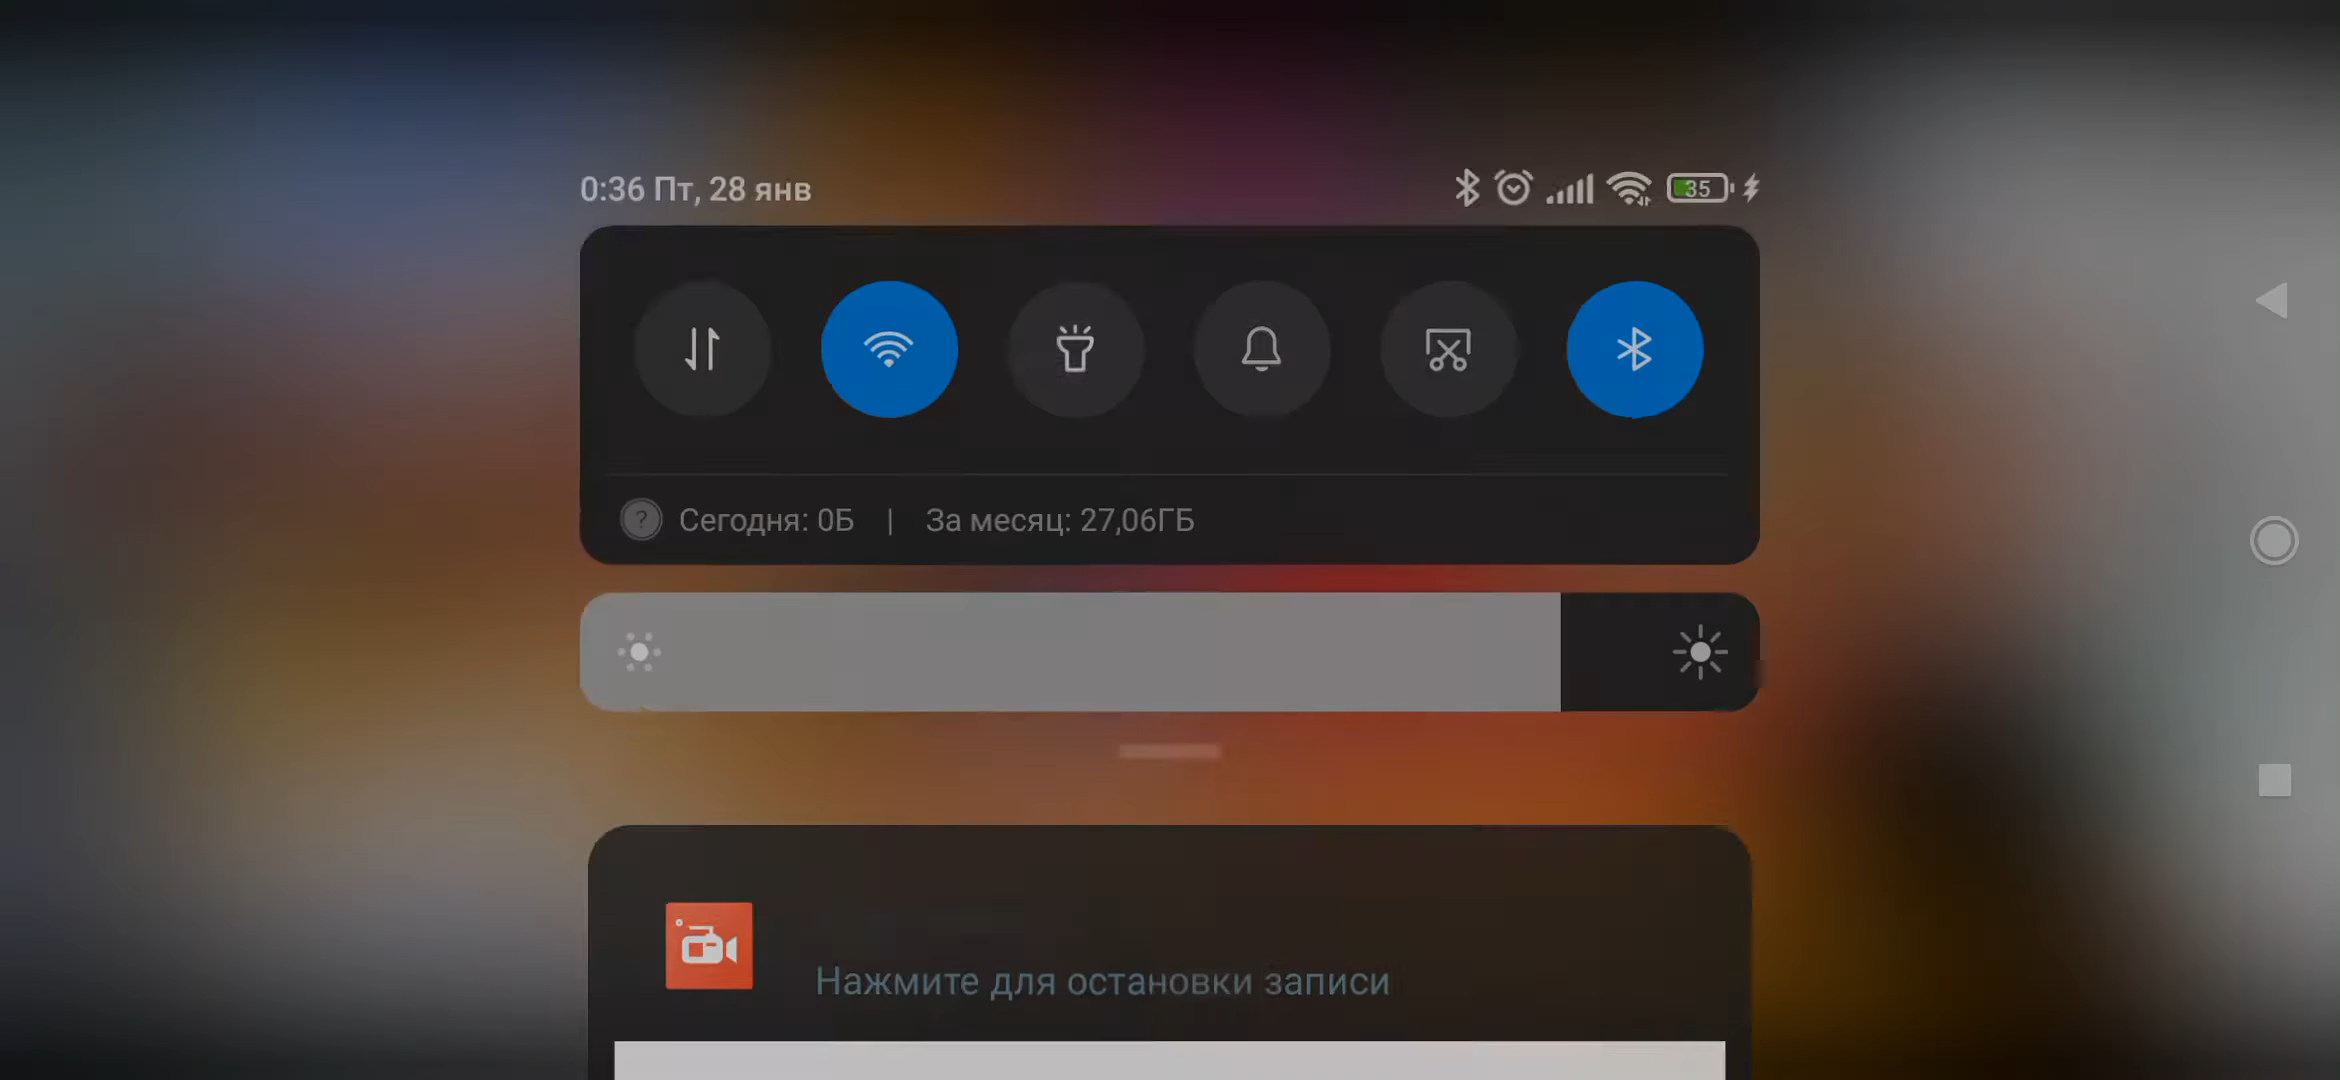 0:36 Пт, 28 янв
35
Сегодня: 0Б | За месяц: 27,06ГБ
Нажмите для остановки записи